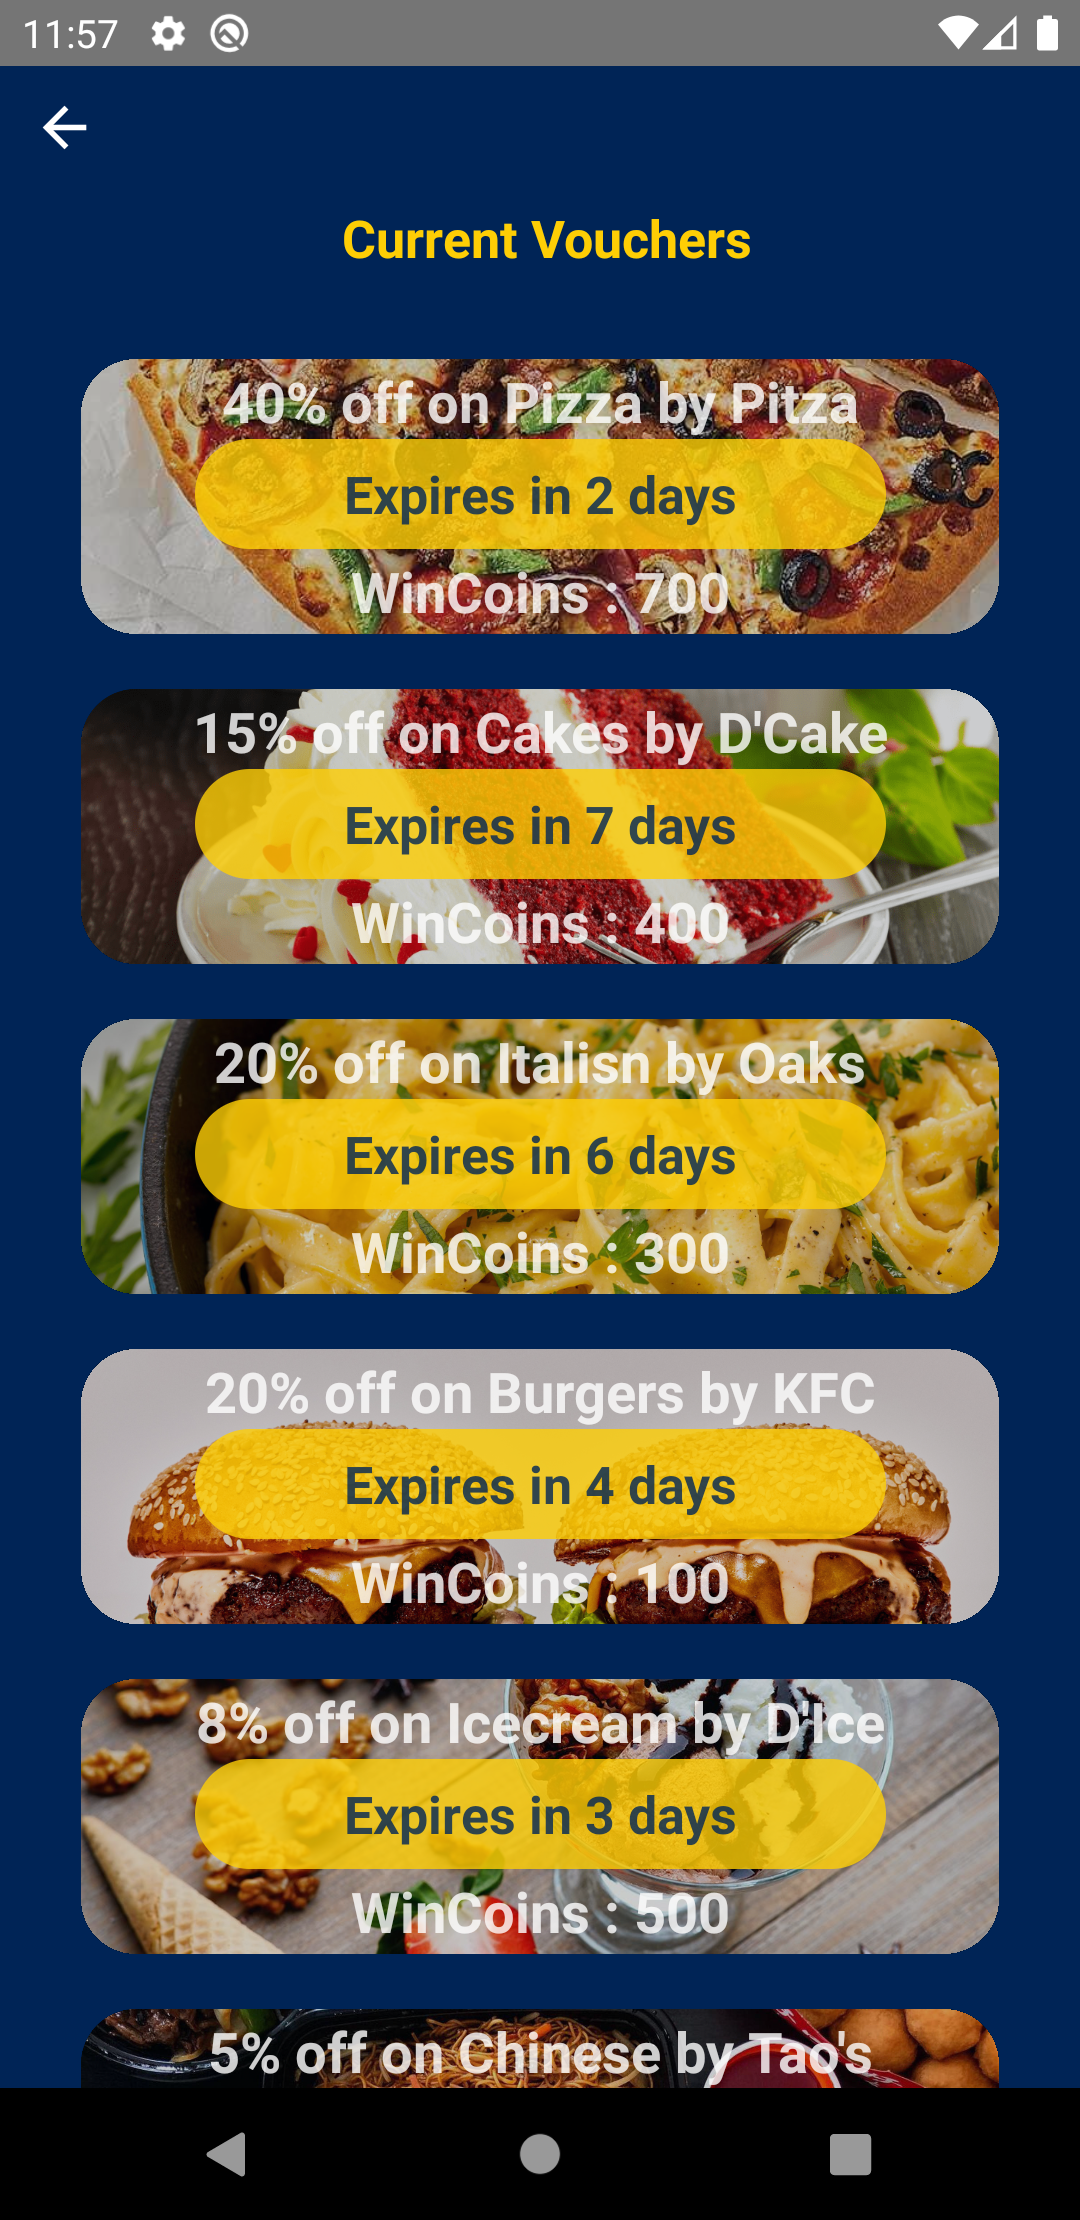 11:57
Current Vouchers
40% off on Pizza by Pitza
Expires in 2 days
WinCoins : 700
15% off on Cakes by D'Cake
Expires in 7 days
WinCoins : 400
20% off on Italisn by Oaks
Expires in 6 days
WinCoins : 300
20% off on Burgers by KFC
Expires in 4 days
WinCoins : 100
8% off on Icecream by D'Ice
Expires in 3 days
WinCoins : 500
5% off on Chinese by Tao's